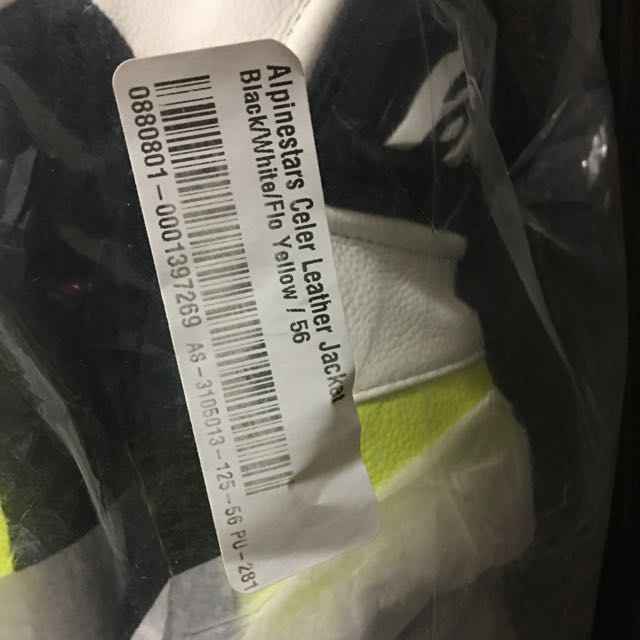 Alpinestars Celer Leather Jacket
Black/White/Flo Yellow / 56
0880801-0001397269 AS-3105013-125-56 PU-281